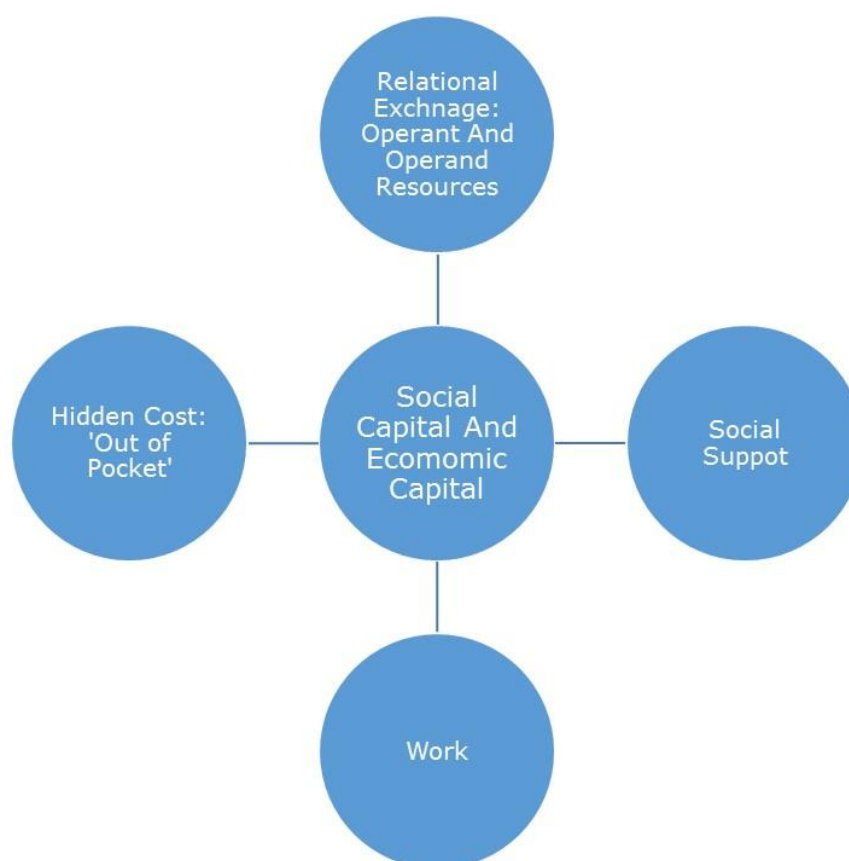 Relational
Exchnage:
Operant And
Operand
Resources
Hidden Cost:
'Out of
Pocket'
Social
Capital And
Ecomomic
Capital
Social
Suppot
Work